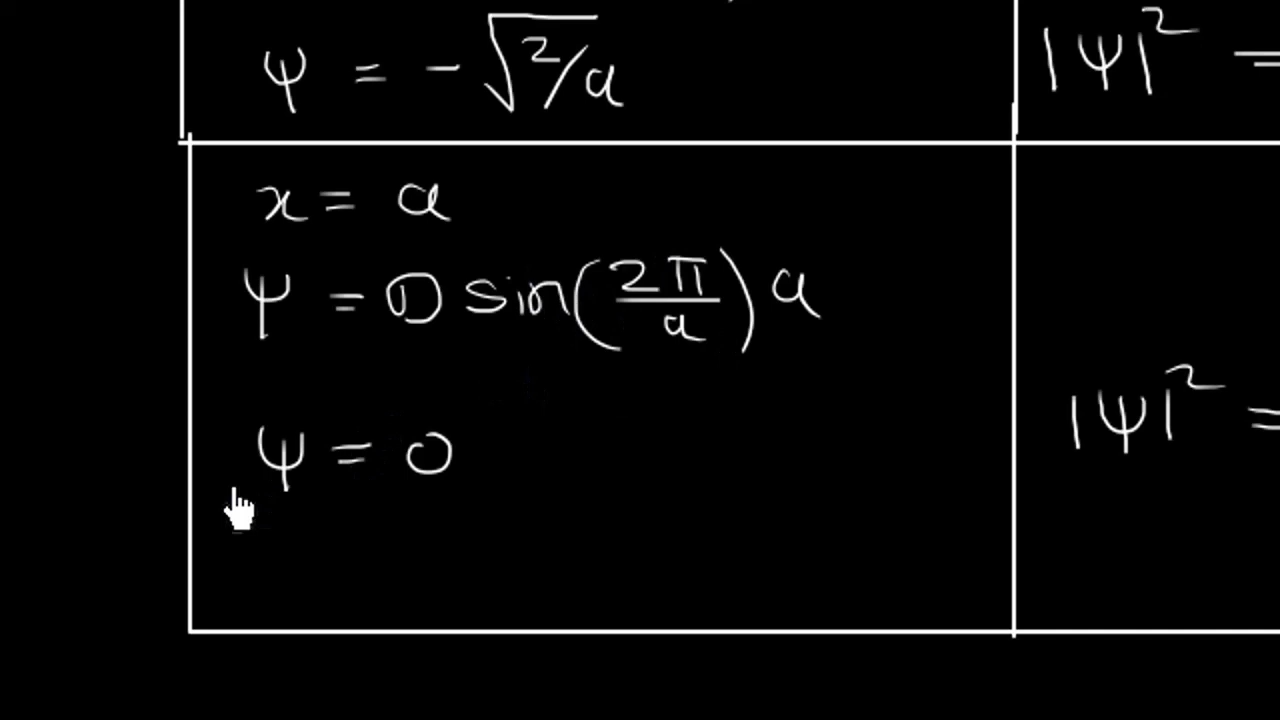 ψ = - √2/a
|ψ|² =
x = a
ψ = D sin(2π/a) a
ψ = 0
|ψ|² =